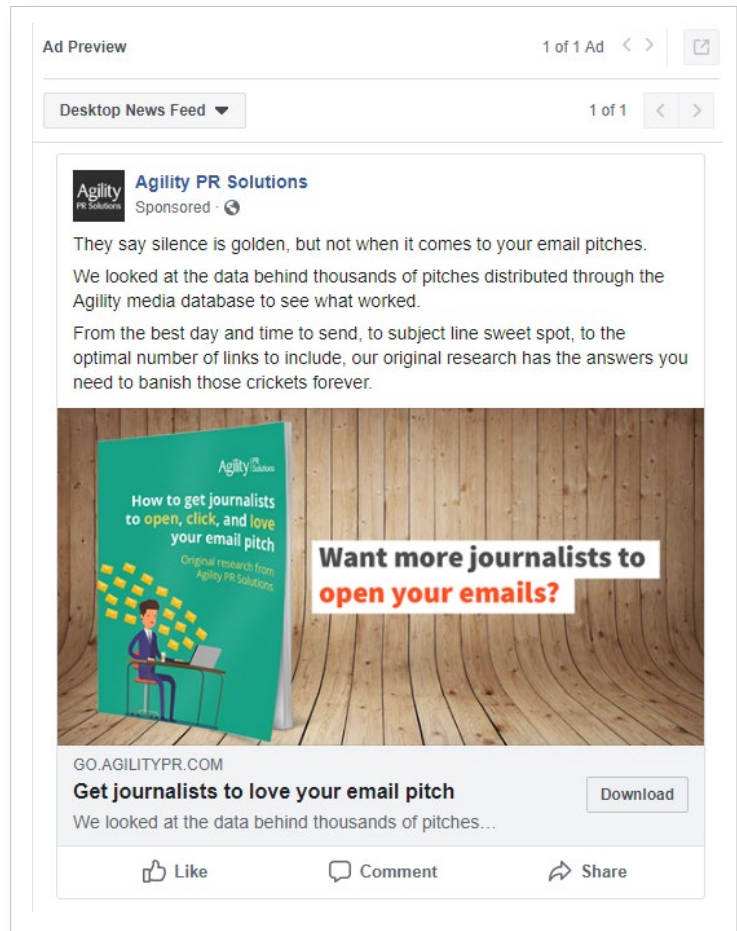 Ad Preview
1 of 1 Ad
Desktop News Feed
1 of 1
Agility
PR Solutions
Agility PR Solutions
Sponsored ·
They say silence is golden, but not when it comes to your email pitches.
We looked at the data behind thousands of pitches distributed through the
Agility media database to see what worked.
From the best day and time to send, to subject line sweet spot, to the
optimal number of links to include, our original research has the answers you
need to banish those crickets forever.
Agility PR Solutions
How to get journalists
to open, click, and love
your email pitch
Original research from
Agility PR Solutions
Want more journalists to
open your emails?
GO.AGILITYPR.COM
Get journalists to love your email pitch
Download
We looked at the data behind thousands of pitches...
Like
Comment
Share